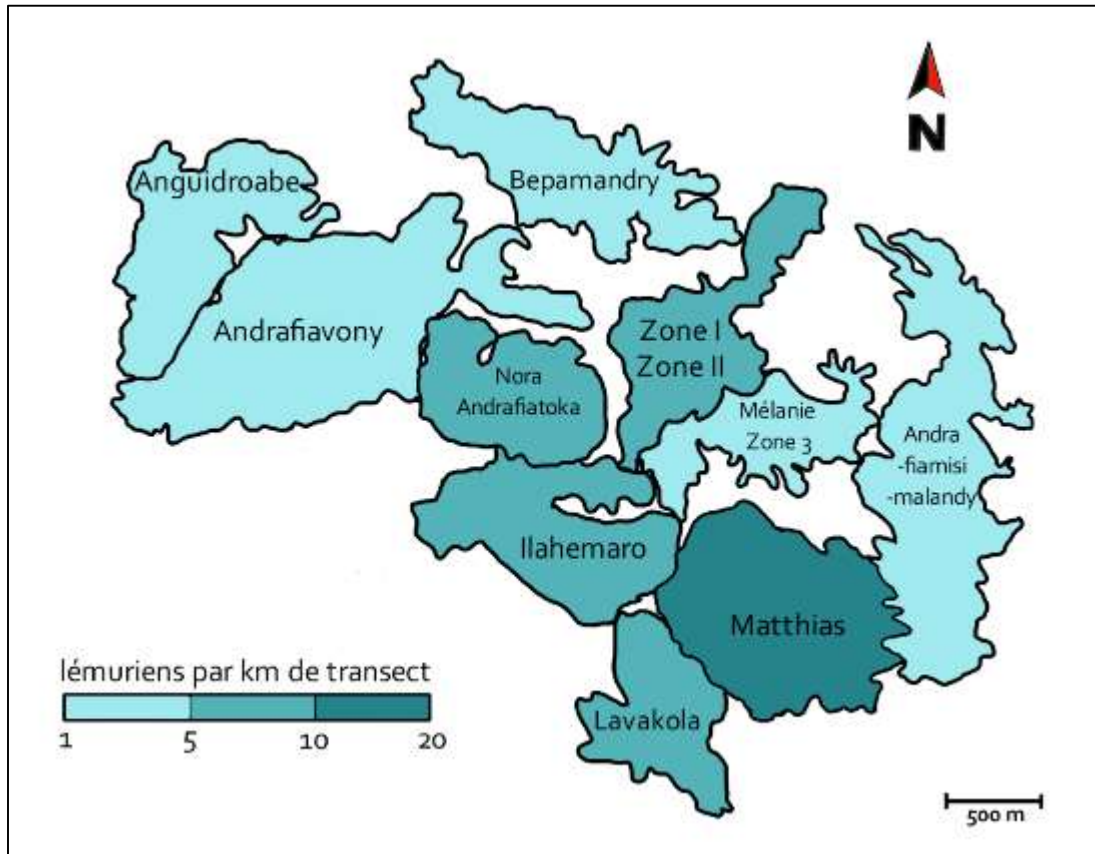 N
Anguidroabe
Bepamandry
Andrafiavony
Zone I
Zone II
Nora
Andrafiatoka
Mélanie
Zone 3
Andra
-fiamisi
-malandy
Ilahemaro
Matthias
Lavakola
lémuriens par km de transect
1 5 10 20
500 m